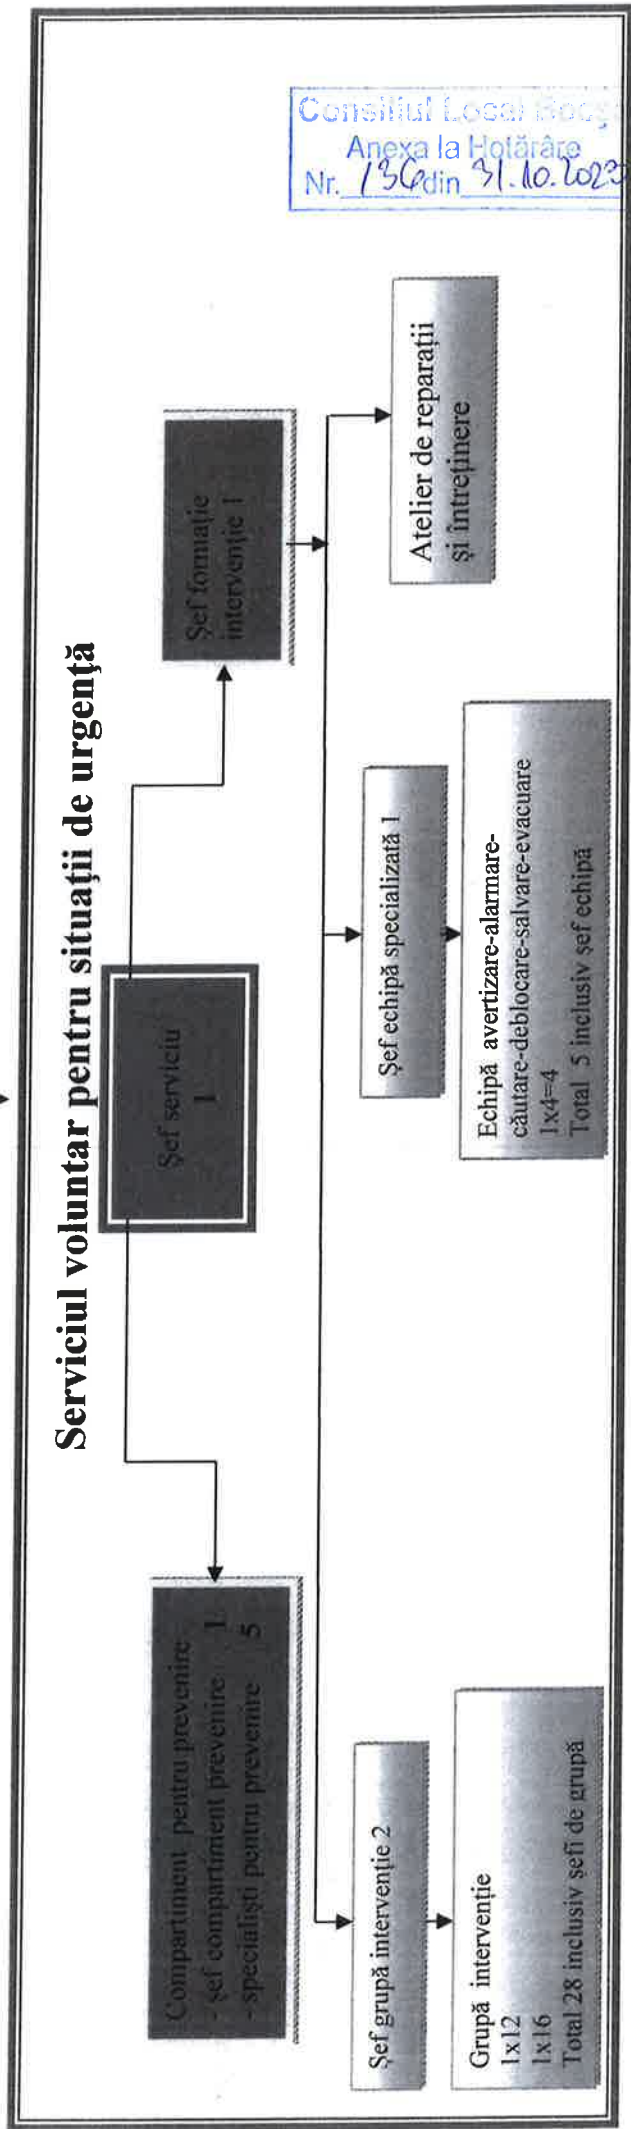 Serviciul voluntar pentru situaţii de urgenţă
Șef serviciu
1
Compartiment pentru prevenire
- șef compartiment prevenire 1
- specialiști pentru prevenire 5
Șef formație
intervenție 1
Șef grupă intervenție 2
Grupă intervenție
1x12
1x16
Total 28 inclusiv șefi de grupă
Șef echipă specializată 1
Echipă avertizare-alarmare-
căutare-deblocare-salvare-evacuare
1x4=4
Total 5 inclusiv șef echipă
Atelier de reparații
și întreținere
Consiliul Local
Anexa la Hotărâre
Nr. 136 din 31.10.2023